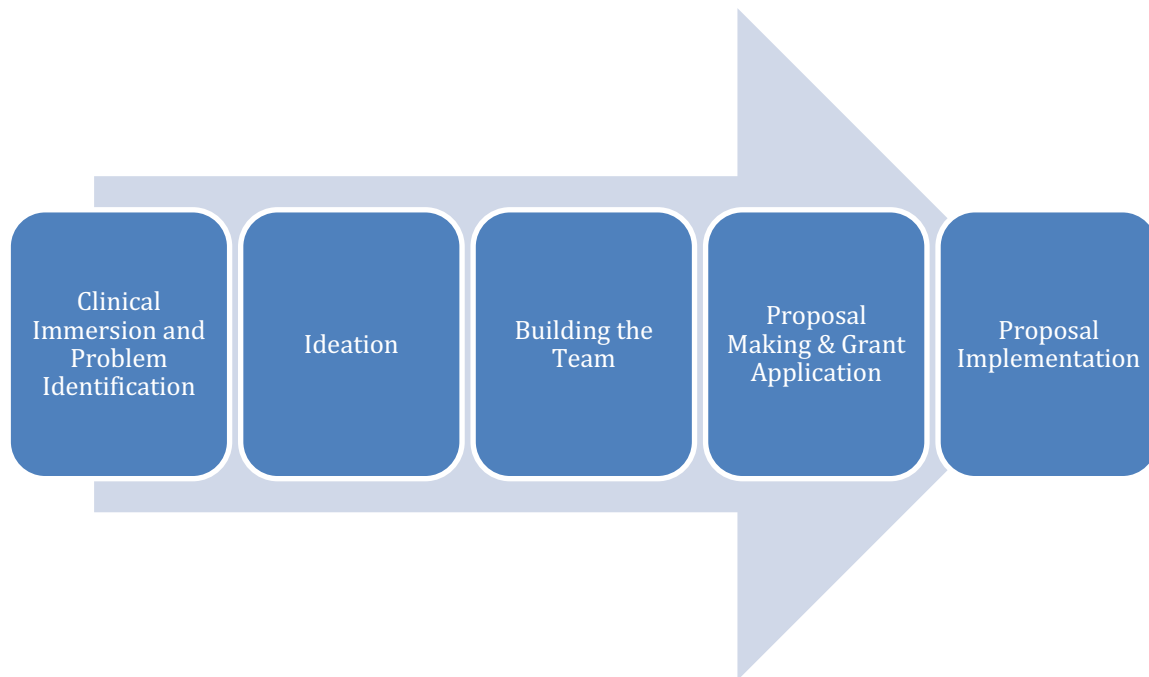 Clinical
Immersion and
Problem
Identification
Ideation
Building the
Team
Proposal
Making & Grant
Application
Proposal
Implementation